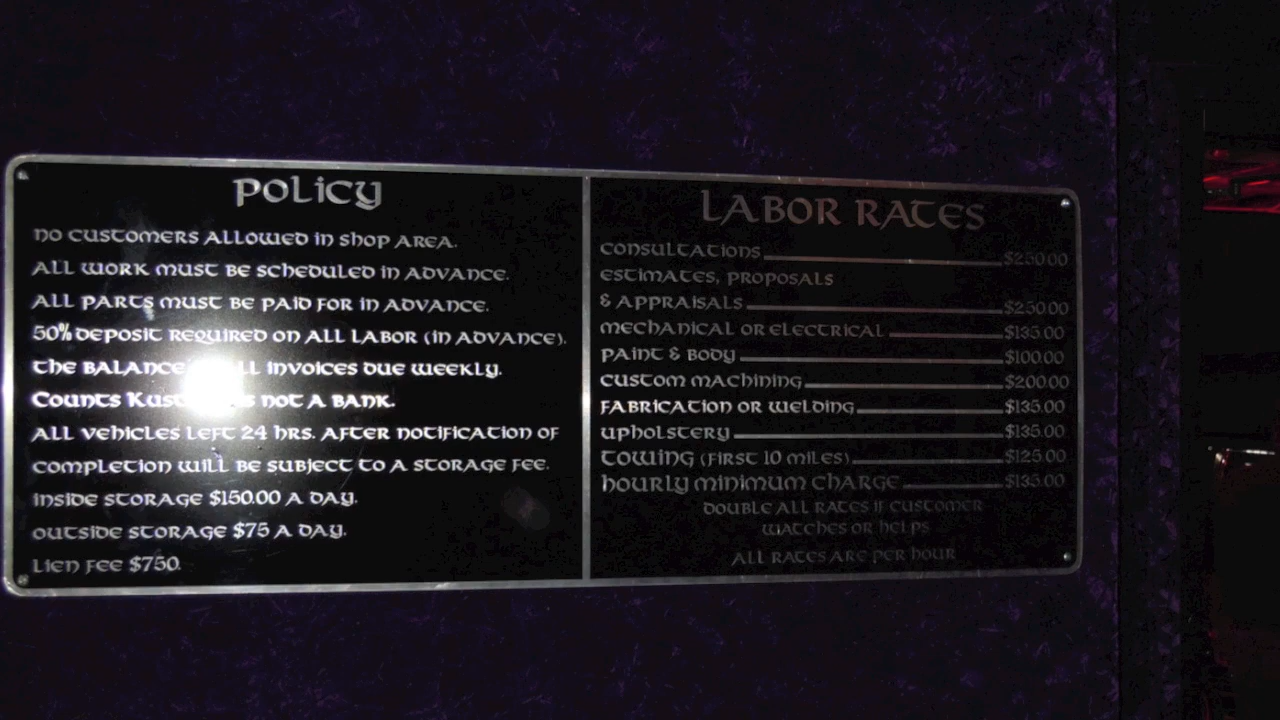 POLICY
NO CUSTOMERS ALLOWED IN SHOP AREA.
ALL WORK MUST BE SCHEDULED IN ADVANCE.
ALL PARTS MUST BE PAID FOR IN ADVANCE.
50% DEPOSIT REQUIRED ON ALL LABOR (IN ADVANCE).
THE BALANCE INVOICES DUE WEEKLY.
COUNTS NOT A BANK.
ALL VEHICLES LEFT 24 HRS. AFTER NOTIFICATION OF
COMPLETION WILL BE SUBJECT TO A STORAGE FEE.
INSIDE STORAGE $150.00 A DAY.
OUTSIDE STORAGE $75 A DAY.
LIEN FEE $750.
LABOR RATES
CONSULTATIONS $250.00
ESTIMATES, PROPOSALS
& APPRAISALS $250.00
MECHANICAL OR ELECTRICAL $135.00
PAINT & BODY $100.00
CUSTOM MACHINING $200.00
FABRICATION OR WELDING $135.00
UPHOLSTERY $135.00
TOWING (FIRST 10 MILES) $125.00
HOURLY MINIMUM CHARGE $135.00
DOUBLE ALL RATES IF CUSTOMER
WATCHES OR HELPS
ALL RATES ARE PER HOUR